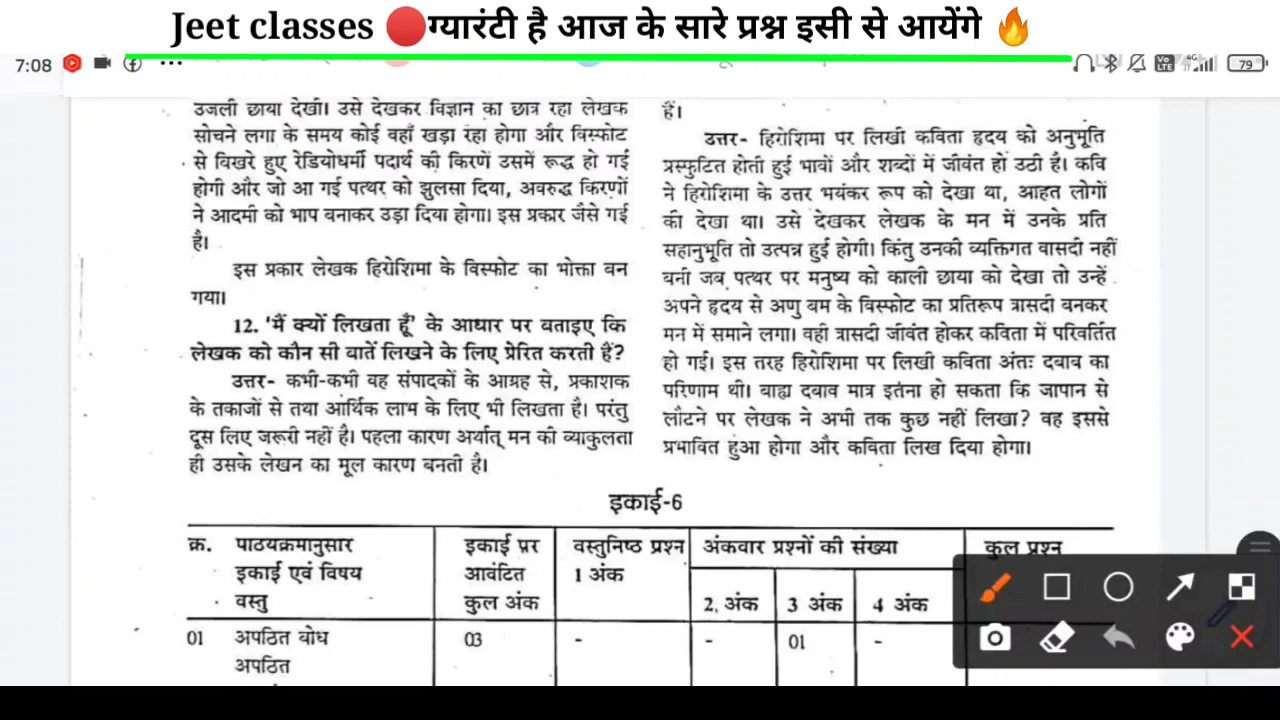 Jeet classes 🔴ग्यारंटी है आज के सारे प्रश्न इसी से आयेंगे 🔥
7:08
79
उजली छाया देखी। उसे देखकर विज्ञान का छात्र रहा लेखक
सोचने लगा के समय कोई वहाँ खड़ा रहा होगा और विस्फोट
से विखरे हुए रेडियोधर्मी पदार्थ की किरणें उसमें रूद्ध हो गई
होगी और जो आ गई पत्थर को झुलसा दिया, अवरुद्ध किरणों
ने आदमी को भाप बनाकर उड़ा दिया होगा। इस प्रकार जैसे गई
है।
इस प्रकार लेखक हिरोशिमा के विस्फोट का भोक्ता वन
गया।
12. 'मैं क्यों लिखता हूँ' के आधार पर बताइए कि
लेखक को कौन सी वातें लिखने के लिए प्रेरित करती हैं?
उत्तर- कभी-कभी वह संपादकों के आग्रह से, प्रकाशक
के तकाजों से तथा आर्थिक लाभ के लिए भी लिखता है। परंतु
दूस लिए जरूरी नहीं है। पहला कारण अर्थात् मन की व्याकुलता
ही उसके लेखन का मूल कारण बनती है।
हैं।
उत्तर- हिरोशिमा पर लिखी कविता हृदय को अनुभूति
प्रस्फुटित होती हुई भावों और शब्दों में जीवंत हो उठी है। कवि
ने हिरोशिमा के उत्तर भयंकर रूप को देखा था, आहत लोगों
की देखा था। उसे देखकर लेखक के मन में उनके प्रति
सहानुभूति तो उत्पन्न हुई होगी। किंतु उनकी व्यक्तिगत वासदी नहीं
बनी जब पत्थर पर मनुष्य को काली छाया को देखा तो उन्हें
अपने हृदय से अणु बम के विस्फोट का प्रतिरूप त्रासदी बनकर
मन में समाने लगा। वही त्रासदी जीवंत होकर कविता में परिवर्तित
हो गई। इस तरह हिरोशिमा पर लिखी कविता अंतः दबाव का
परिणाम थी। बाह्य दवाव मात्र इतना हो सकता कि जापान से
लौटने पर लेखक ने अभी तक कुछ नहीं लिखा? वह इससे
प्रभावित हुआ होगा और कविता लिख दिया होगा।
इकाई-6
क्र. पाठयक्रमानुसार इकाई प्रर वस्तुनिष्ठ प्रश्न अंकवार प्रश्नों की संख्या कुल प्रश्न
इकाई एवं विषय आवंटित 1 अंक
वस्तु कुल अंक 2, अंक 3 अंक 4 अंक
01 अपठित बोध 03 - - 01 -
अपठित